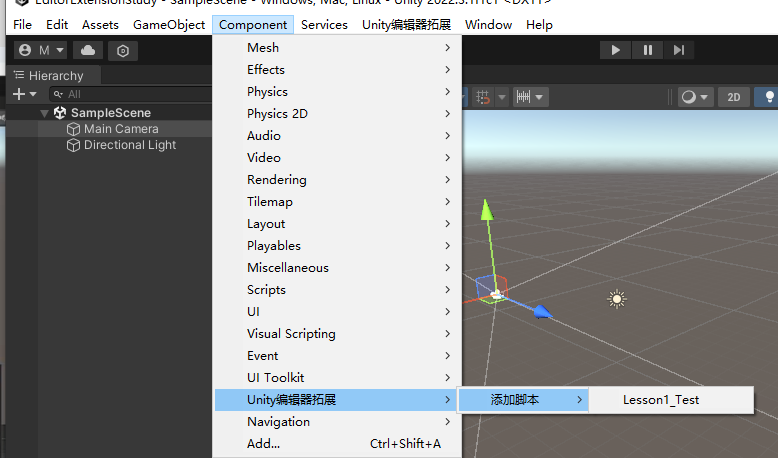 EditorExtensionStudy - SampleScene - Windows, Mac, Linux - Unity 2022.3.11f1c1 <DX11>
File Edit Assets GameObject Component Services Unity编辑器拓展 Window Help
M
Hierarchy
All
2D
SampleScene
Main Camera
Directional Light
Mesh
Effects
Physics
Physics 2D
Audio
Video
Rendering
Tilemap
Layout
Playables
Miscellaneous
Scripts
UI
Visual Scripting
Event
UI Toolkit
Unity编辑器拓展
Navigation
Add... Ctrl+Shift+A
添加脚本
Lesson1_Test